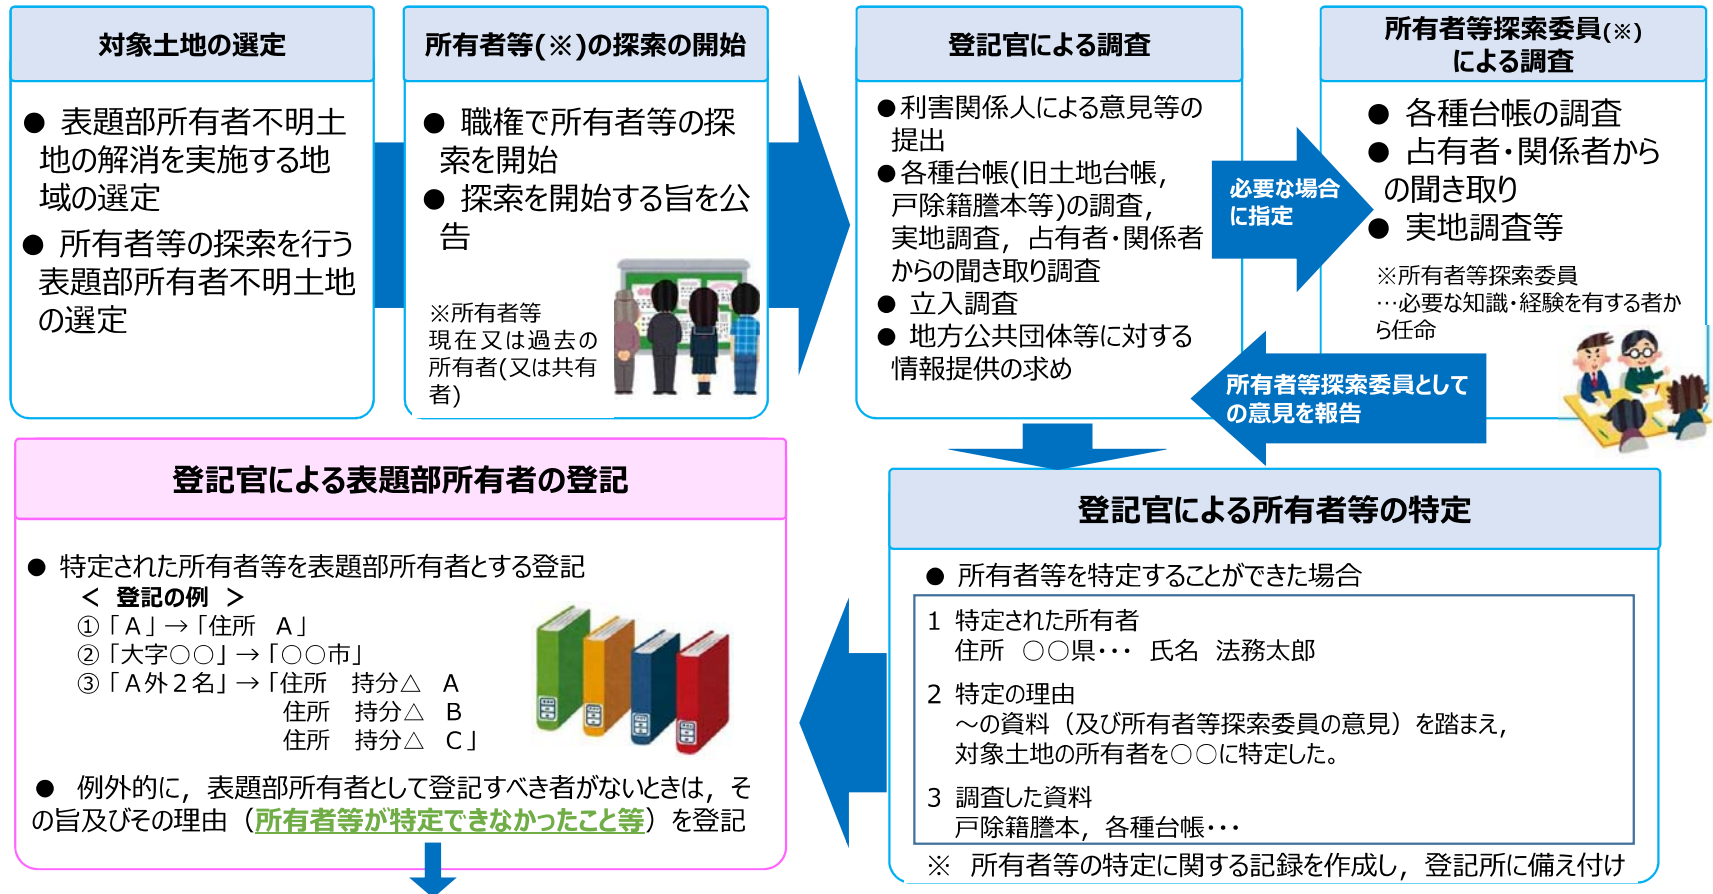 対象土地の選定
● 表題部所有者不明土
地の解消を実施する地
域の選定
● 所有者等の探索を行う
表題部所有者不明土地
の選定
所有者等(※)の探索の開始
● 職権で所有者等の探
索を開始
● 探索を開始する旨を公
告
※所有者等
現在又は過去の
所有者(又は共有
者)
登記官による調査
●利害関係人による意見等の
提出
●各種台帳(旧土地台帳，
戸除籍謄本等)の調査，
実地調査，占有者・関係者
からの聞き取り調査
● 立入調査
● 地方公共団体等に対する
情報提供の求め
必要な場合
に指定
所有者等探索委員(※)
による調査
● 各種台帳の調査
● 占有者・関係者から
の聞き取り
● 実地調査等
※所有者等探索委員
…必要な知識・経験を有する者か
ら任命
所有者等探索委員として
の意見を報告
登記官による所有者等の特定
● 所有者等を特定することができた場合
1 特定された所有者
住所 ○○県・・・ 氏名 法務太郎
2 特定の理由
～の資料（及び所有者等探索委員の意見）を踏まえ，
対象土地の所有者を○○に特定した。
3 調査した資料
戸除籍謄本，各種台帳・・・
※ 所有者等の特定に関する記録を作成し，登記所に備え付け
登記官による表題部所有者の登記
● 特定された所有者等を表題部所有者とする登記
＜ 登記の例 ＞
①「Ａ」→「住所 Ａ」
②「大字○○」→「○○市」
③「Ａ外２名」→「住所 持分△ Ａ
住所 持分△ Ｂ
住所 持分△ Ｃ」
● 例外的に，表題部所有者として登記すべき者がないときは，そ
の旨及びその理由（所有者等が特定できなかったこと等）を登記